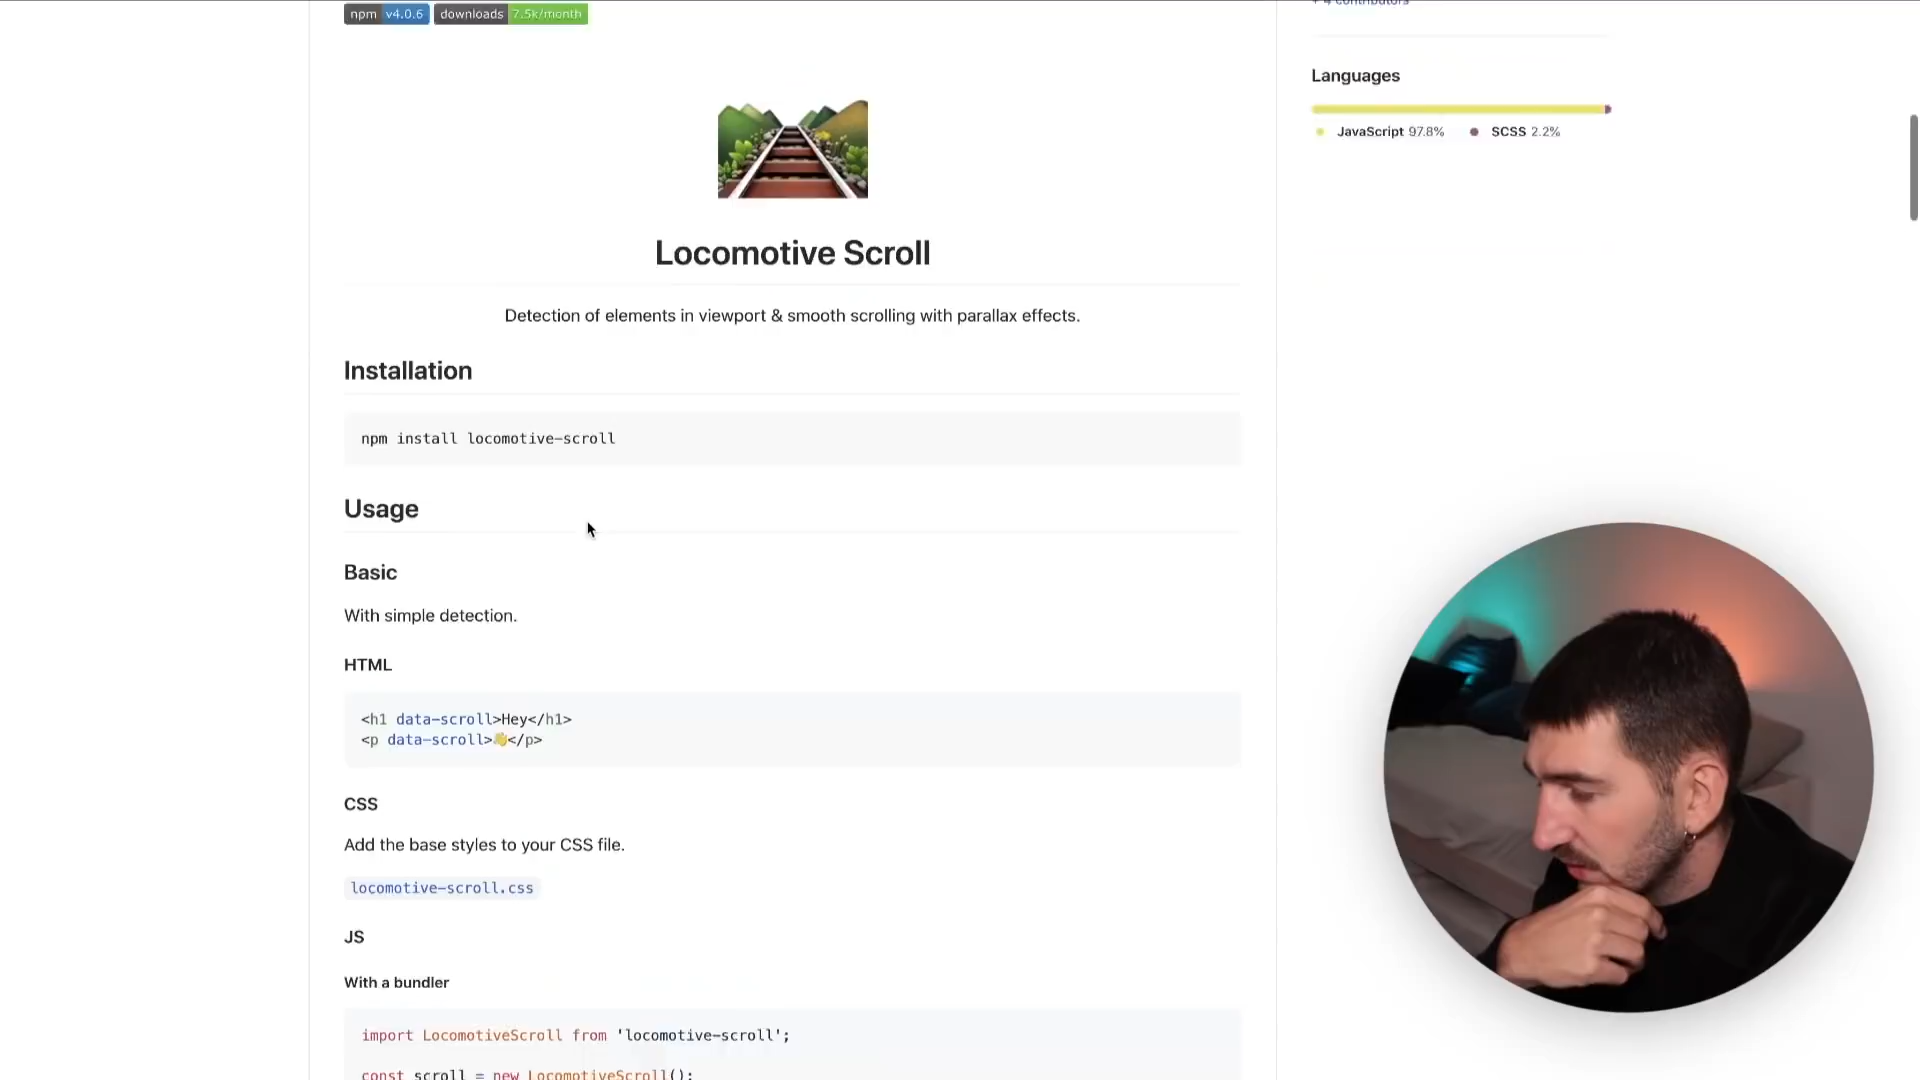 npm v4.0.6 downloads 7.5k/month
+ 4 contributors
Languages
JavaScript 97.8% SCSS 2.2%
Locomotive Scroll
Detection of elements in viewport & smooth scrolling with parallax effects.
Installation
npm install locomotive-scroll
Usage
Basic
With simple detection.
HTML
<h1 data-scroll>Hey</h1>
<p data-scroll>👋</p>
CSS
Add the base styles to your CSS file.
locomotive-scroll.css
JS
With a bundler
import LocomotiveScroll from 'locomotive-scroll';
const scroll = new LocomotiveScroll();